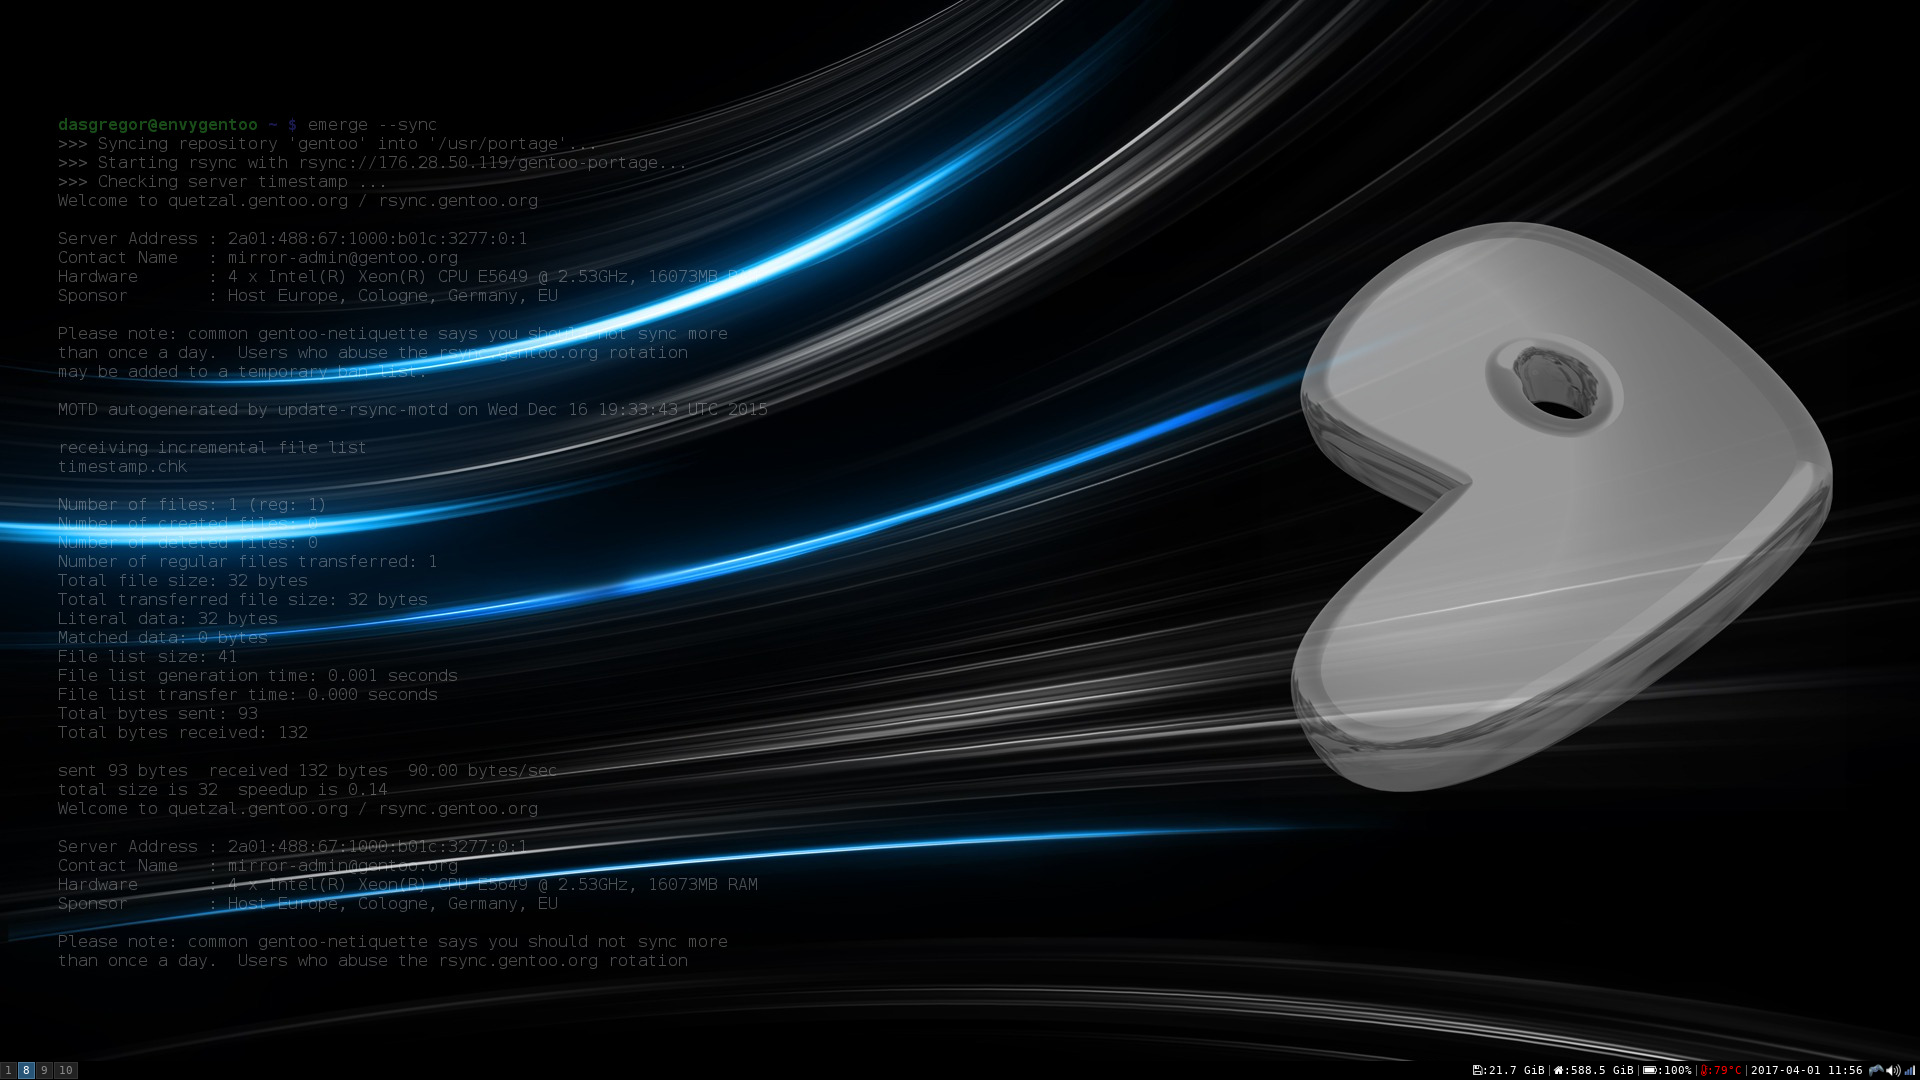 dasgregor@envygentoo ~ $ emerge --sync
>>> Syncing repository 'gentoo' into '/usr/portage'...
>>> Starting rsync with rsync://176.28.50.119/gentoo-portage...
>>> Checking server timestamp ...
Welcome to quetzal.gentoo.org / rsync.gentoo.org
Server Address : 2a01:488:67:1000:b01c:3277:0:1
Contact Name   : mirror-admin@gentoo.org
Hardware       : 4 x Intel(R) Xeon(R) CPU E5649 @ 2.53GHz, 16073MB RAM
Sponsor        : Host Europe, Cologne, Germany, EU
Please note: common gentoo-netiquette says you should not sync more
than once a day.  Users who abuse the rsync.gentoo.org rotation
may be added to a temporary ban list.
MOTD autogenerated by update-rsync-motd on Wed Dec 16 19:33:43 UTC 2015
receiving incremental file list
timestamp.chk
Number of files: 1 (reg: 1)
Number of created files: 0
Number of deleted files: 0
Number of regular files transferred: 1
Total file size: 32 bytes
Total transferred file size: 32 bytes
Literal data: 32 bytes
Matched data: 0 bytes
File list size: 41
File list generation time: 0.001 seconds
File list transfer time: 0.000 seconds
Total bytes sent: 93
Total bytes received: 132
sent 93 bytes  received 132 bytes  90.00 bytes/sec
total size is 32  speedup is 0.14
Welcome to quetzal.gentoo.org / rsync.gentoo.org
Server Address : 2a01:488:67:1000:b01c:3277:0:1
Contact Name   : mirror-admin@gentoo.org
Hardware       : 4 x Intel(R) Xeon(R) CPU E5649 @ 2.53GHz, 16073MB RAM
Sponsor        : Host Europe, Cologne, Germany, EU
Please note: common gentoo-netiquette says you should not sync more
than once a day.  Users who abuse the rsync.gentoo.org rotation
1 8 9 10 :21.7 GiB | :588.5 GiB | :100% | :79°C | 2017-04-01 11:56